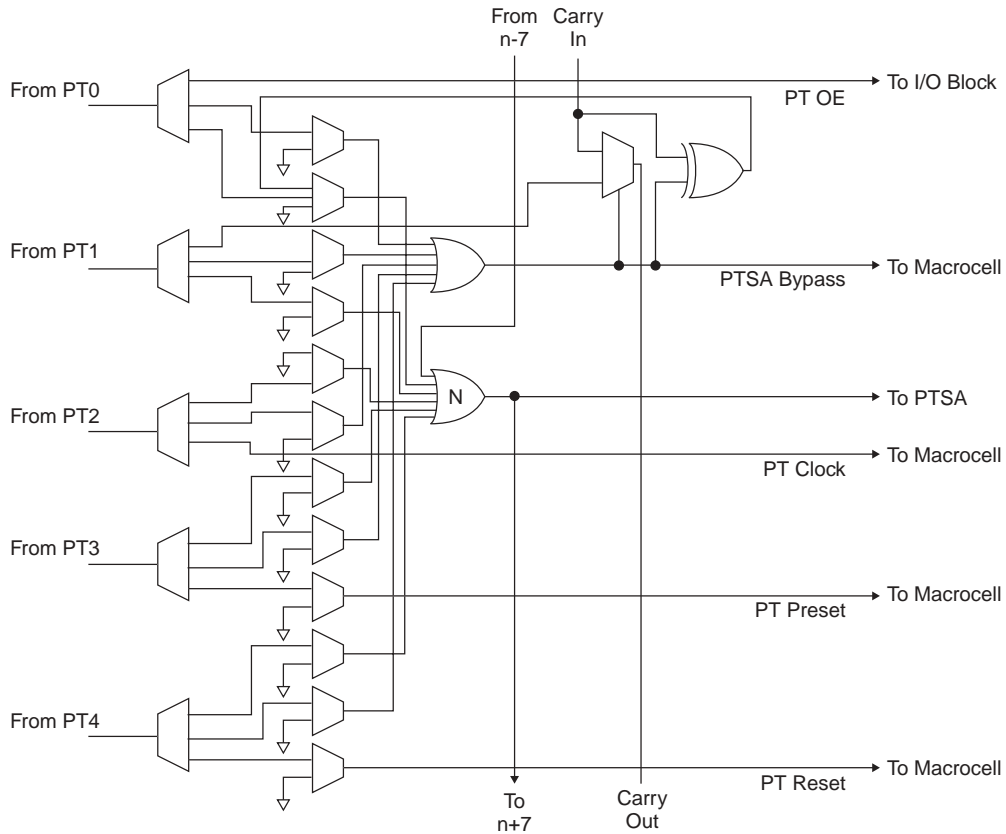 From
n-7
Carry
In
From PT0
To I/O Block
PT OE
From PT1
To Macrocell
PTSA Bypass
N
To PTSA
From PT2
To Macrocell
PT Clock
From PT3
To Macrocell
PT Preset
From PT4
To Macrocell
PT Reset
To
n+7
Carry
Out